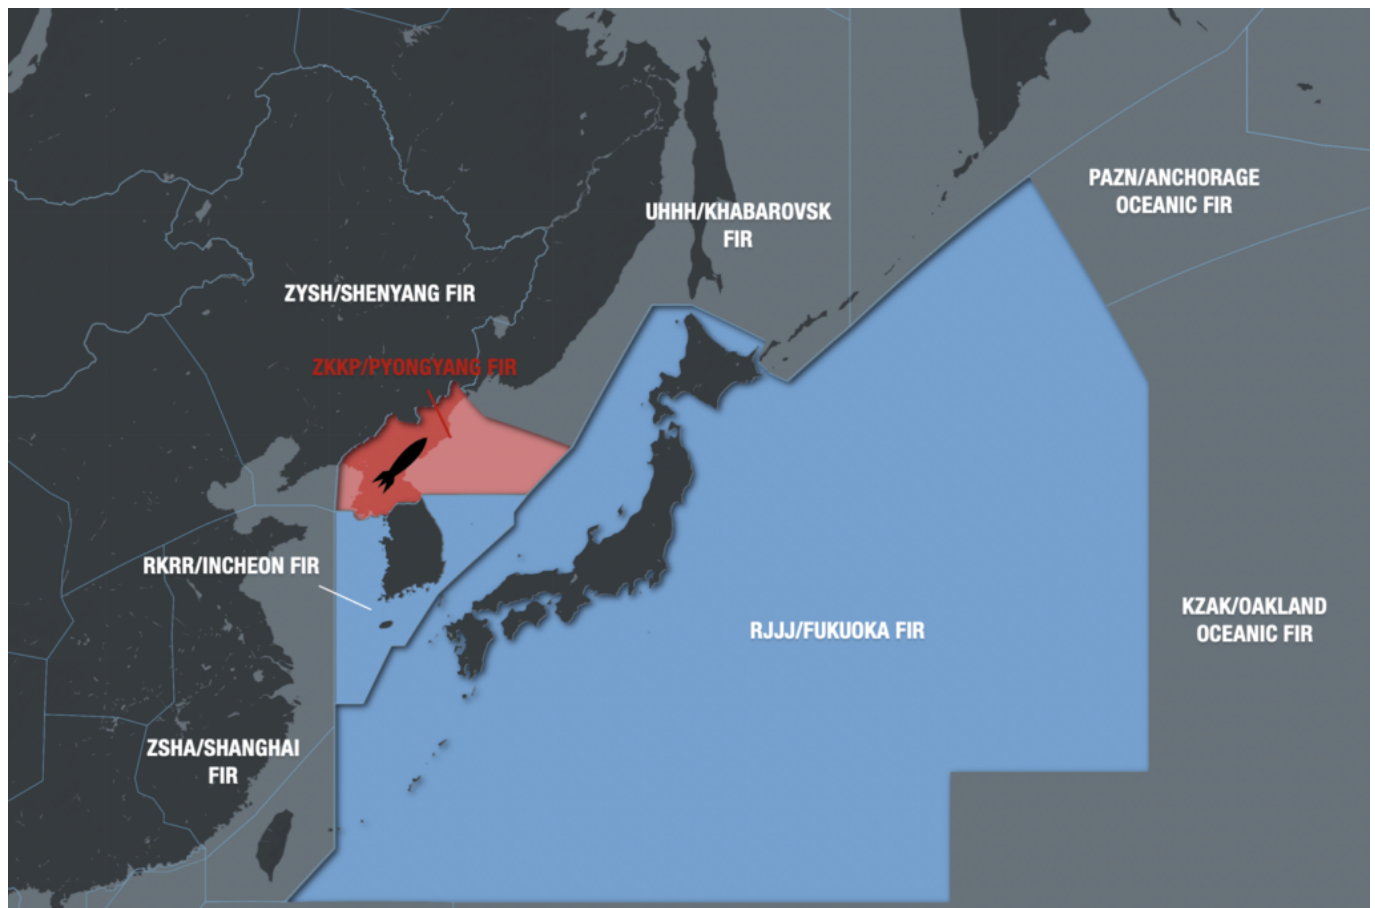 PAZN/ANCHORAGE
OCEANIC FIR
UHHH/KHABAROVSK
FIR
ZYSH/SHENYANG FIR
ZKKP/PYONGYANG FIR
RKRR/INCHEON FIR
RJJJ/FUKUOKA FIR
KZAK/OAKLAND
OCEANIC FIR
ZSHA/SHANGHAI
FIR